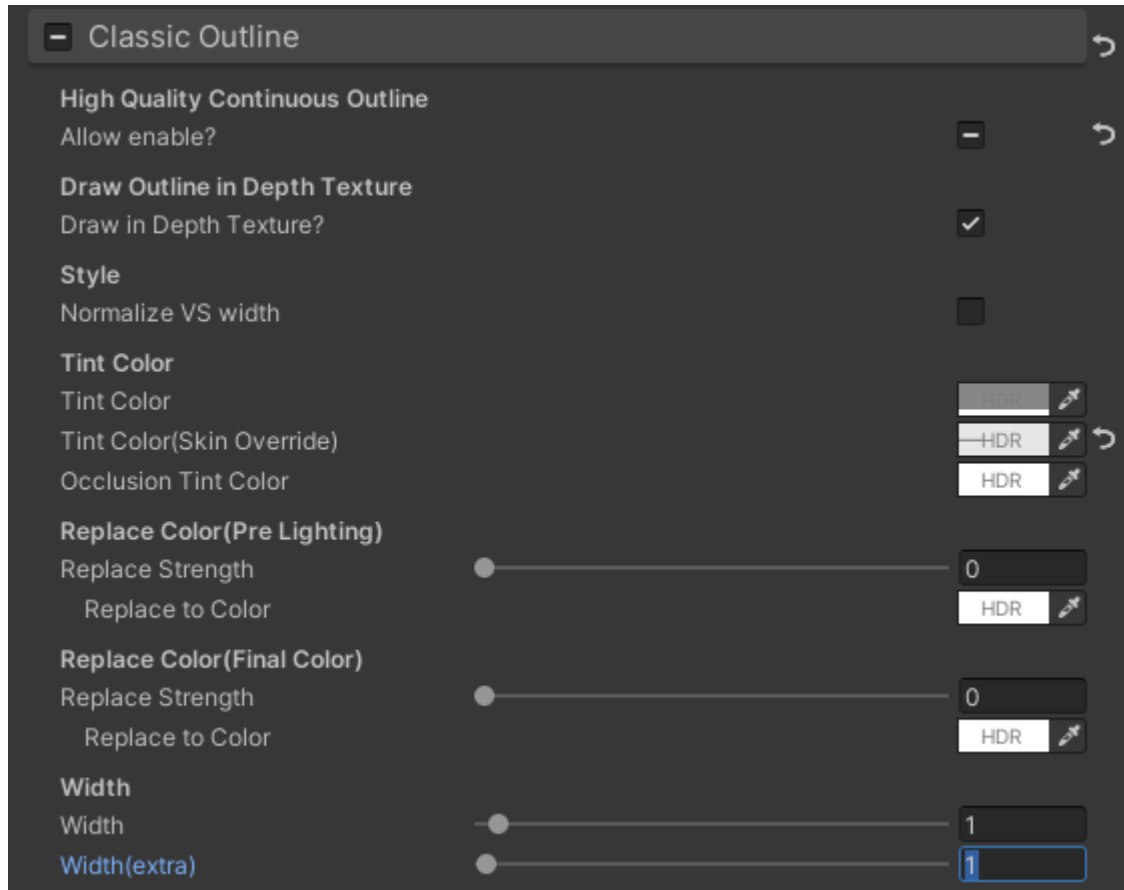 Classic Outline
High Quality Continuous Outline
Allow enable?
Draw Outline in Depth Texture
Draw in Depth Texture?
Style
Normalize VS width
Tint Color
Tint Color HDR
Tint Color(Skin Override) HDR
Occlusion Tint Color HDR
Replace Color(Pre Lighting)
Replace Strength 0
Replace to Color HDR
Replace Color(Final Color)
Replace Strength 0
Replace to Color HDR
Width
Width 1
Width(extra) 1